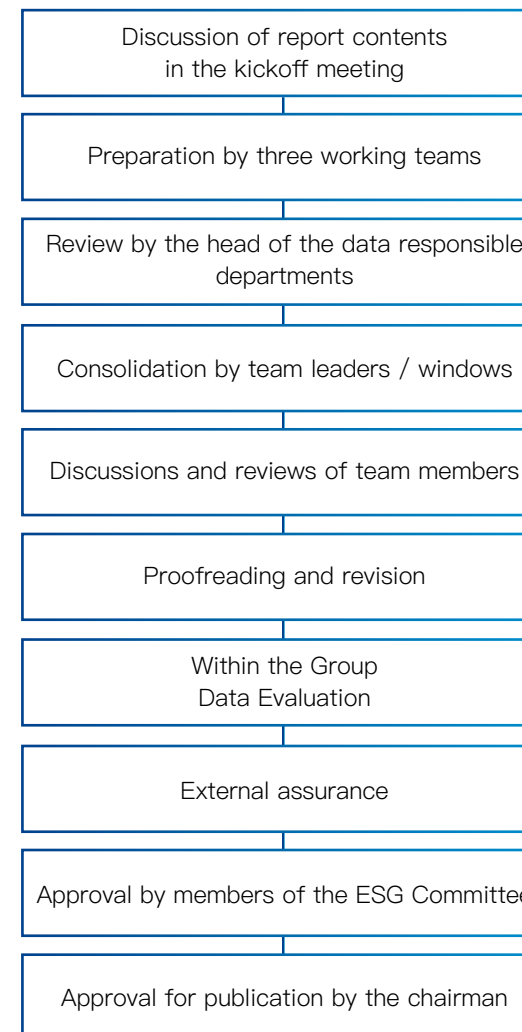 Discussion of report contents
in the kickoff meeting
Preparation by three working teams
Review by the head of the data responsible
departments
Consolidation by team leaders / windows
Discussions and reviews of team members
Proofreading and revision
Within the Group
Data Evaluation
External assurance
Approval by members of the ESG Committee
Approval for publication by the chairman